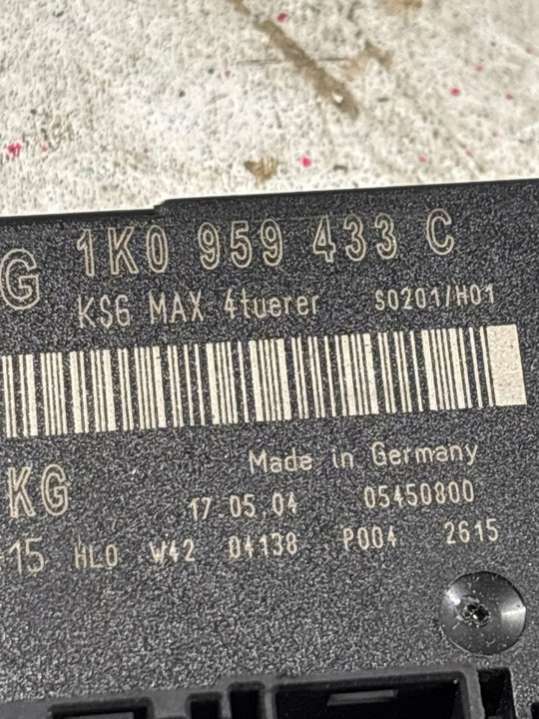 G 1K0 959 433 C
KSG MAX 4tuerer S0201/H01
Made in Germany
KG
17.05.04 05450800
15 HLO W42 D4138 P004 2615